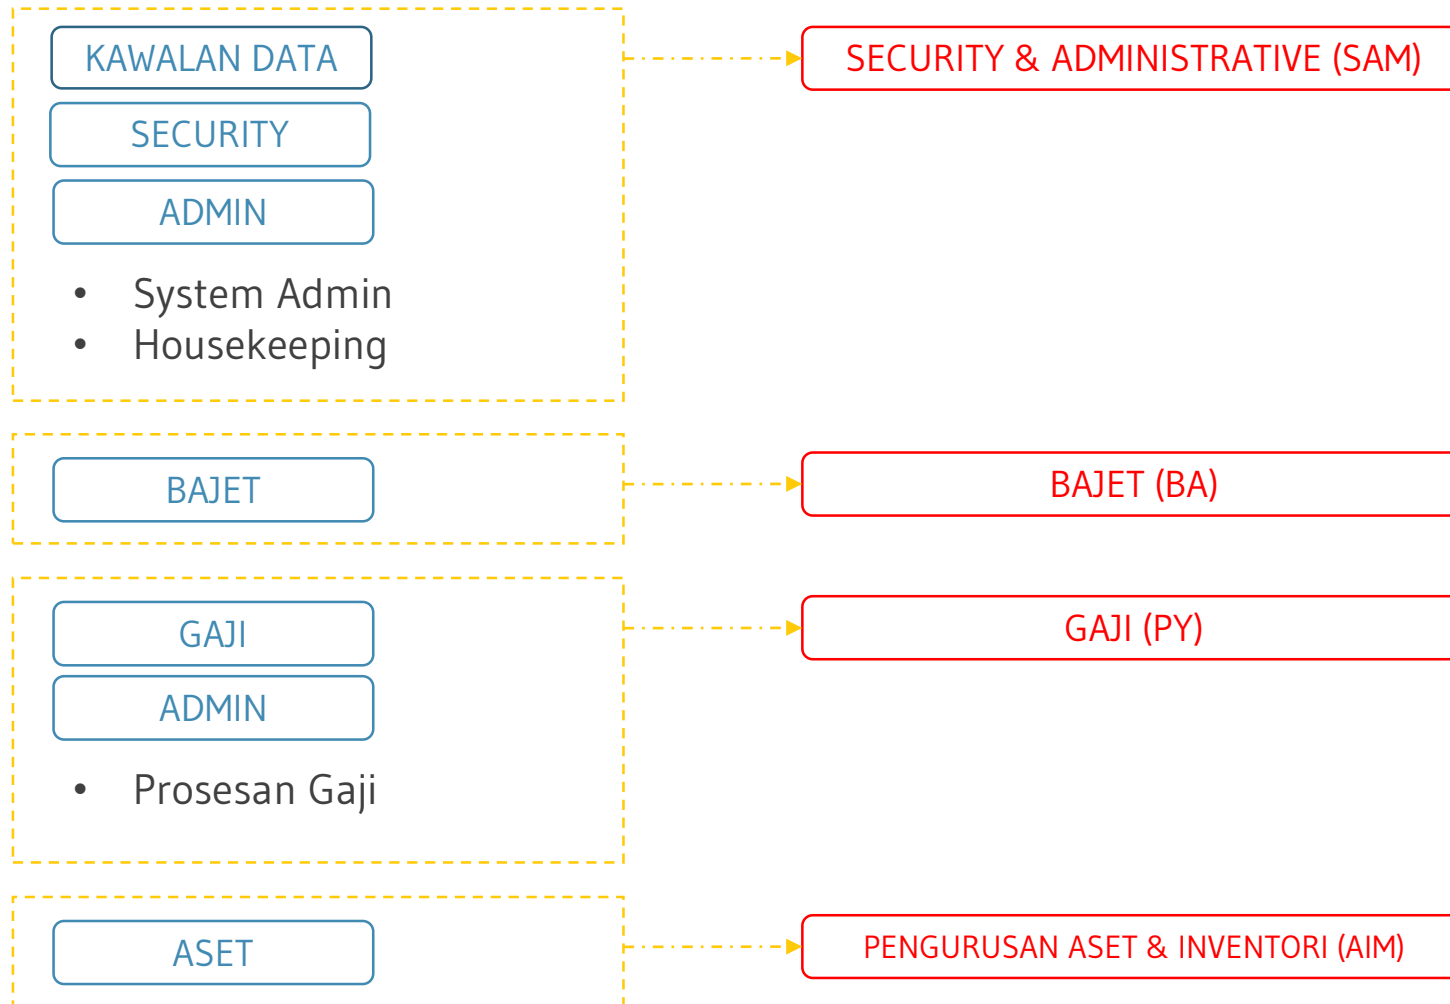 KAWALAN DATA
SECURITY & ADMINISTRATIVE (SAM)
SECURITY
ADMIN
• System Admin
• Housekeeping
BAJET
BAJET (BA)
GAJI
GAJI (PY)
ADMIN
• Prosesan Gaji
ASET
PENGURUSAN ASET & INVENTORI (AIM)